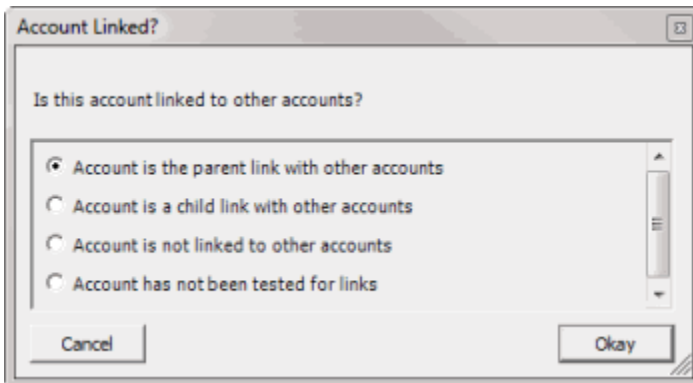 Account Linked?
Is this account linked to other accounts?
Account is the parent link with other accounts
Account is a child link with other accounts
Account is not linked to other accounts
Account has not been tested for links
Cancel
Okay